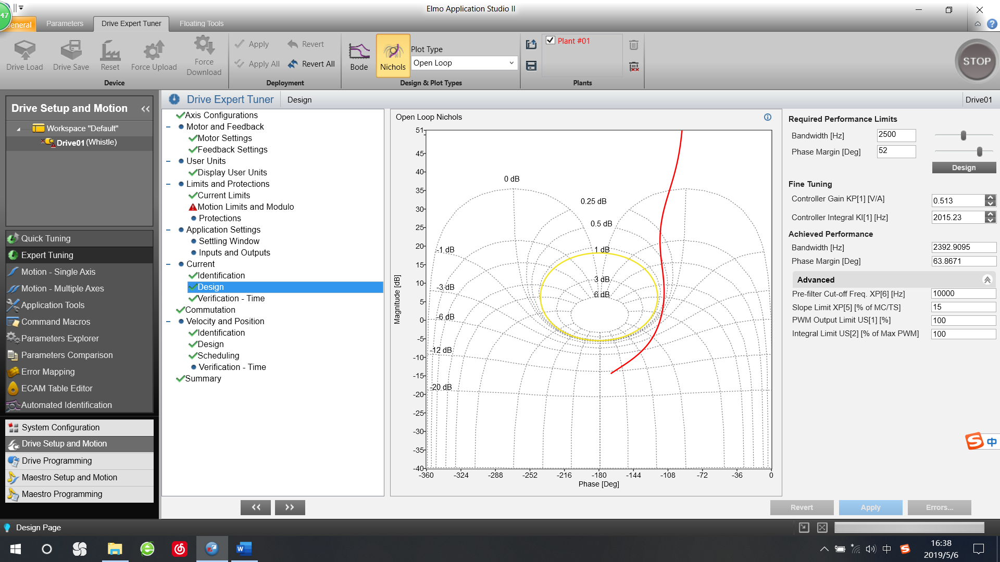 Elmo Application Studio II
47
General
Parameters
Drive Expert Tuner
Floating Tools
Drive Load
Drive Save
Reset
Force Upload
Force Download
Device
Apply
Revert
Apply All
Revert All
Deployment
Bode
Nichols
Plot Type
Open Loop
Design & Plot Types
Plant #01
Plants
STOP
Drive Setup and Motion
Workspace "Default"
Drive01 (Whistle)
Quick Tuning
Expert Tuning
Motion - Single Axis
Motion - Multiple Axes
Application Tools
Command Macros
Parameters Explorer
Parameters Comparison
Error Mapping
ECAM Table Editor
Automated Identification
System Configuration
Drive Setup and Motion
Drive Programming
Maestro Setup and Motion
Maestro Programming
Drive Expert Tuner
Design
Drive01
Axis Configurations
Motor and Feedback
Motor Settings
Feedback Settings
User Units
Display User Units
Limits and Protections
Current Limits
Motion Limits and Modulo
Protections
Application Settings
Settling Window
Inputs and Outputs
Current
Identification
Design
Verification - Time
Commutation
Velocity and Position
Identification
Design
Scheduling
Verification - Time
Summary
Open Loop Nichols
51
45
40
35
30
25
20
15
10
5
0
-5
-10
-15
-20
-25
-30
-35
-40
Magnitude [dB]
0 dB
0.25 dB
0.5 dB
1 dB
3 dB
6 dB
-1 dB
-3 dB
-6 dB
-12 dB
-20 dB
-360 -324 -288 -252 -216 -180 -144 -108 -72 -36 0
Phase [Deg]
Required Performance Limits
Bandwidth [Hz] 2500
Phase Margin [Deg] 52
Design
Fine Tuning
Controller Gain KP[1] [V/A] 0.513
Controller Integral KI[1] [Hz] 2015.23
Achieved Performance
Bandwidth [Hz] 2392.9095
Phase Margin [Deg] 63.8671
Advanced
Pre-filter Cut-off Freq. XP[6] [Hz] 10000
Slope Limit XP[5] [% of MC/TS] 15
PWM Output Limit US[1] [%] 100
Integral Limit US[2] [% of Max PWM] 100
<< >>
Revert
Apply
Errors...
S 中
Design Page
中
S
16:38
2019/5/6